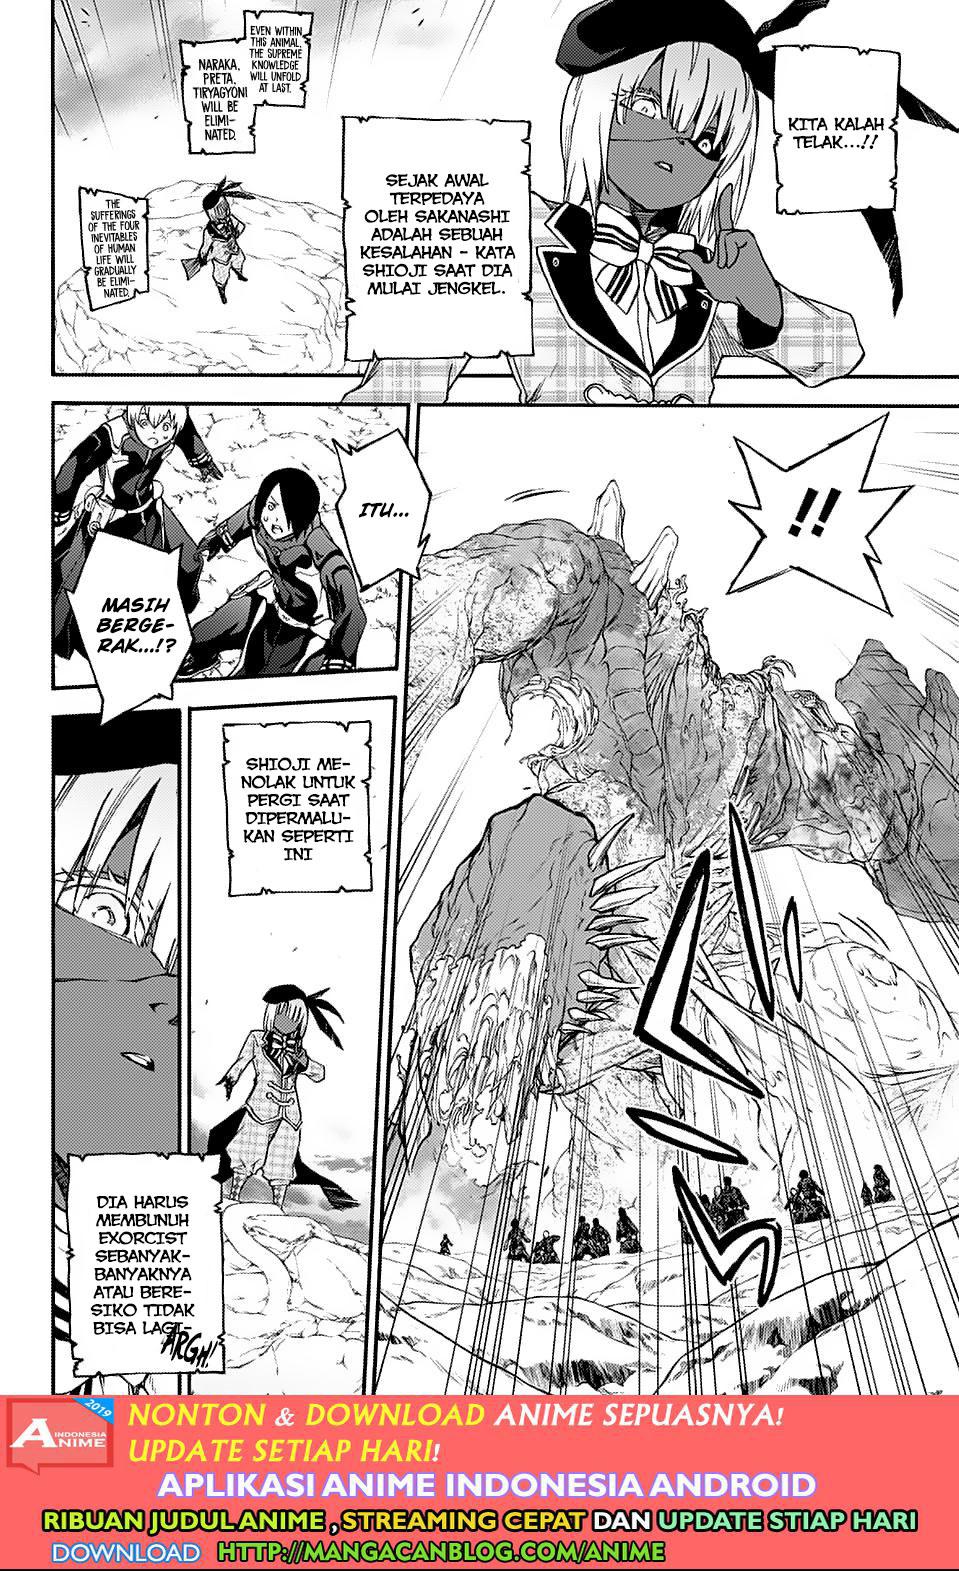 KITA KALAH
TELAK...!!
EVEN WITHIN
THIS ANIMAL,
THE SUPREME
KNOWLEDGE
WILL UNFOLD
AT LAST.
NARAKA,
PRETA,
TIRYAGYONI
WILL BE
ELIMI-
NATED.
SEJAK AWAL
TERPEDAYA
OLEH SAKANASHI
ADALAH SEBUAH
KESALAHAN - KATA
SHIOJI SAAT DIA
MULAI JENGKEL.
THE
SUFFERINGS
OF THE FOUR
INEVITABLES
OF HUMAN
LIFE WILL
GRADUALLY
BE ELIMI-
NATED.
!!
ITU...
MASIH
BERGE-
RAK...!?
SHIOJI ME-
NOLAK UNTUK
PERGI SAAT
DIPERMALU-
KAN SEPERTI
INI
DIA HARUS
MEMBUNUH
EXORCIST
SEBANYAK-
BANYAKNYA
ATAU BERE-
SIKO TIDAK
BISA LAGI-
ARGH!
2019
INDONESIA
ANIME
NONTON & DOWNLOAD ANIME SEPUASNYA!
UPDATE SETIAP HARI!
APLIKASI ANIME INDONESIA ANDROID
RIBUAN JUDUL ANIME , STREAMING CEPAT DAN UPDATE STIAP HARI
DOWNLOAD HTTP://MANGACANBLOG.COM/ANIME